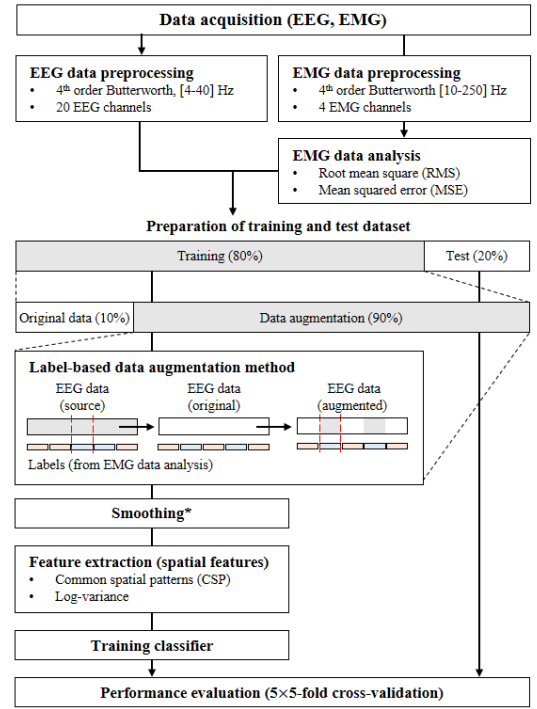 Data acquisition (EEG, EMG)
EEG data preprocessing
• 4th order Butterworth, [4-40] Hz
• 20 EEG channels
EMG data preprocessing
• 4th order Butterworth [10-250] Hz
• 4 EMG channels
EMG data analysis
• Root mean square (RMS)
• Mean squared error (MSE)
Preparation of training and test dataset
Training (80%)
Test (20%)
Original data (10%)
Data augmentation (90%)
Label-based data augmentation method
EEG data
(source)
EEG data
(original)
EEG data
(augmented)
Labels (from EMG data analysis)
Smoothing*
Feature extraction (spatial features)
• Common spatial patterns (CSP)
• Log-variance
Training classifier
Performance evaluation (5×5-fold cross-validation)